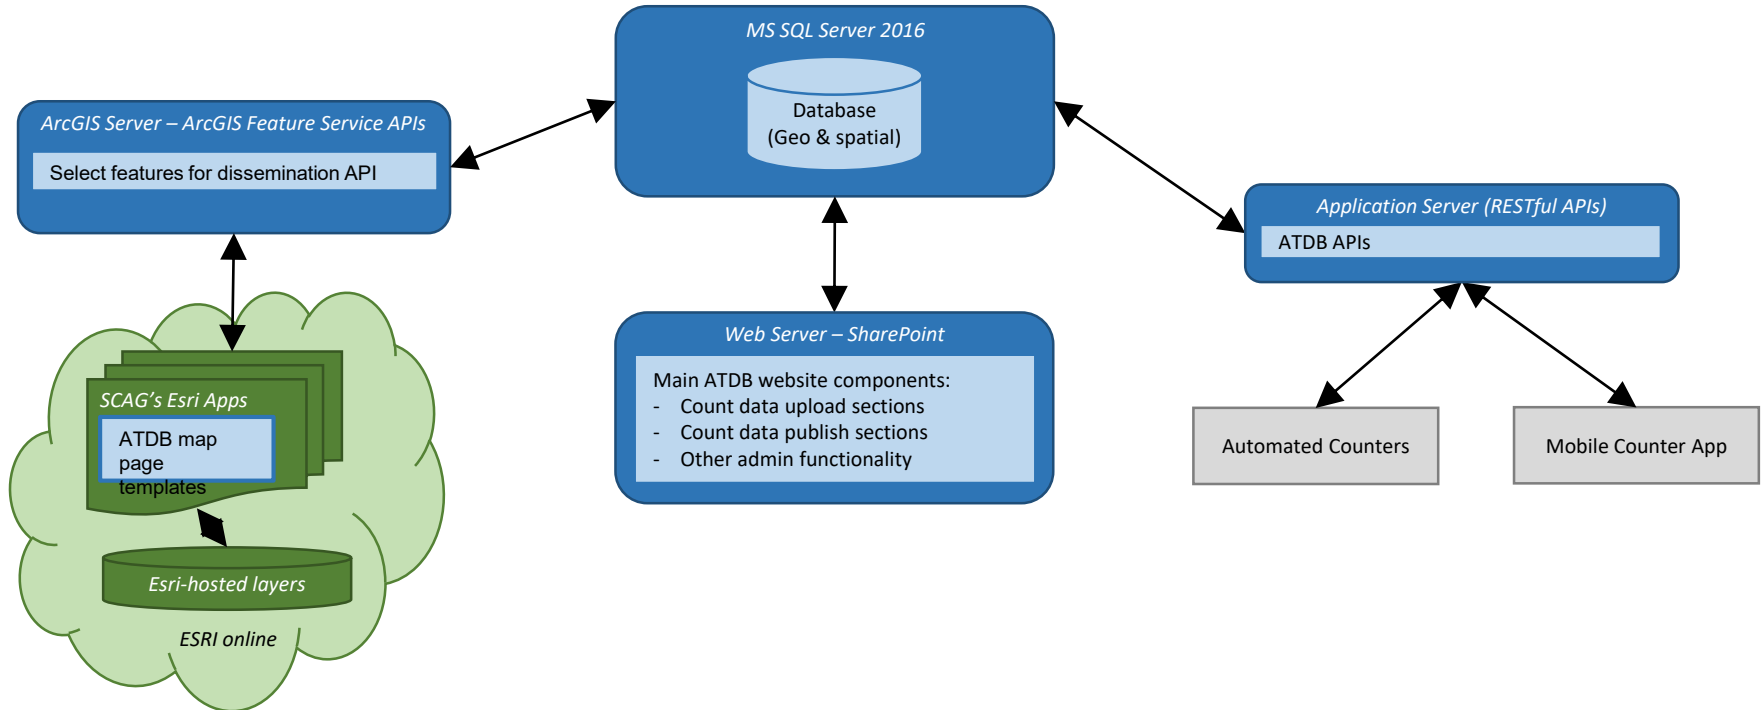 MS SQL Server 2016
Database
(Geo & spatial)
ArcGIS Server – ArcGIS Feature Service APIs
Select features for dissemination API
Application Server (RESTful APIs)
ATDB APIs
Web Server – SharePoint
Main ATDB website components:
- Count data upload sections
- Count data publish sections
- Other admin functionality
SCAG's Esri Apps
ATDB map
page
templates
Esri-hosted layers
ESRI online
Automated Counters
Mobile Counter App